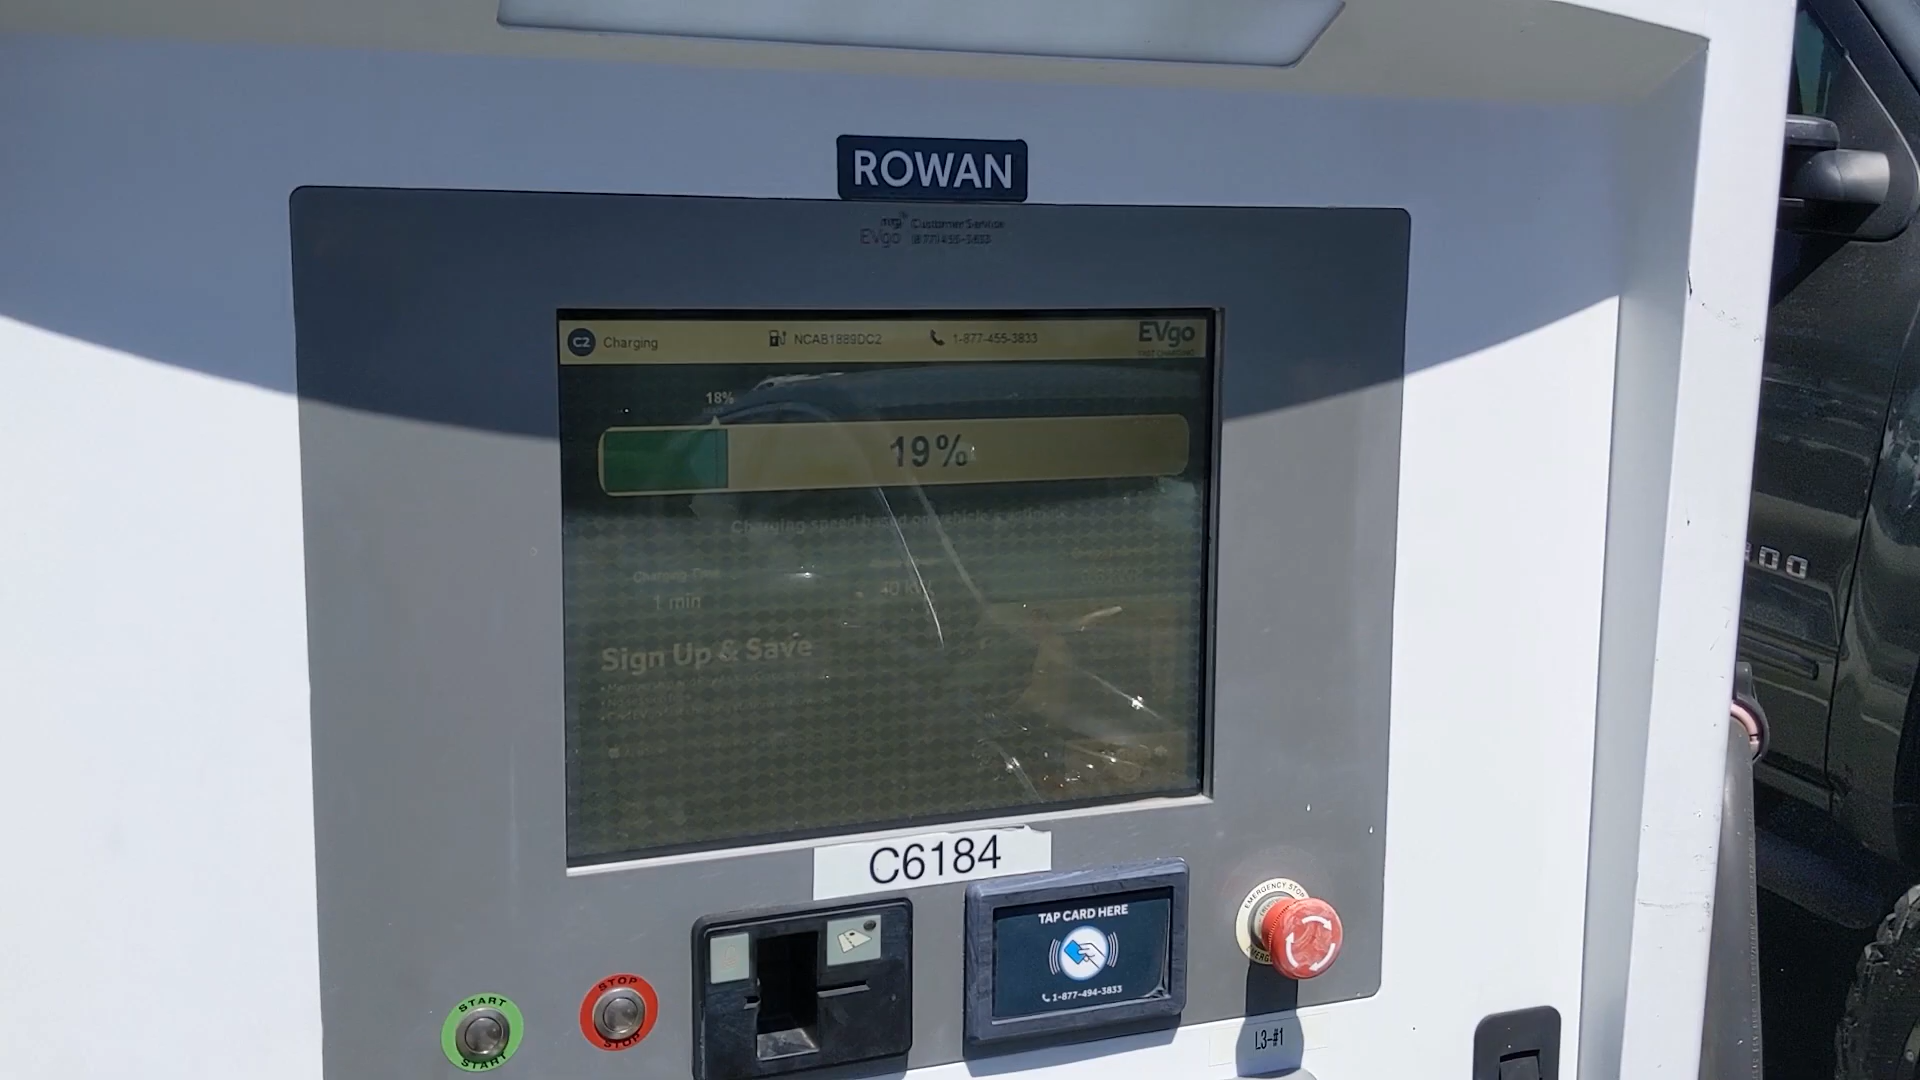 ROWAN
EVgo
Customer Service
(877)455-3833
C2 Charging
NCAB1889DC2
1-877-455-3833
EVgo
FAST CHARGING
18%
19%
Charging speed based on vehicle's
Charging Time
1 min
40 kW
Sign Up & Save
C6184
TAP CARD HERE
1-877-494-3833
EMERGENCY STOP
START
START
STOP
STOP
L3-#1